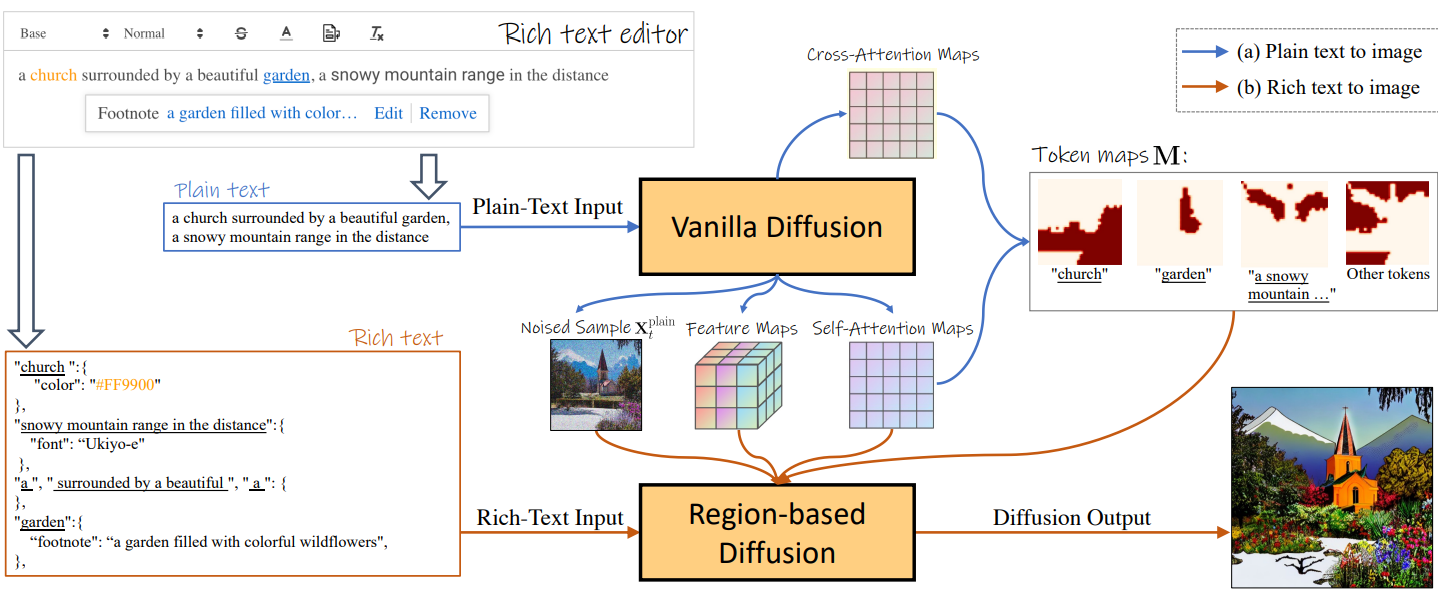 Base Normal
Rich text editor
a church surrounded by a beautiful garden, a snowy mountain range in the distance
Footnote a garden filled with color… Edit Remove
Plain text
a church surrounded by a beautiful garden,
a snowy mountain range in the distance
Plain-Text Input
Vanilla Diffusion
Cross-Attention Maps
(a) Plain text to image
(b) Rich text to image
Token maps M:
"church"
"garden"
"a snowy
mountain …"
Other tokens
Noised Sample X_t^plain
Feature Maps
Self-Attention Maps
Rich text
"church ":{
"color": "#FF9900"
},
"snowy mountain range in the distance":{
"font": “Ukiyo-e"
},
"a ", " surrounded by a beautiful ", " a ": {
},
"garden":{
“footnote": “a garden filled with colorful wildflowers",
},
Rich-Text Input
Region-based
Diffusion
Diffusion Output